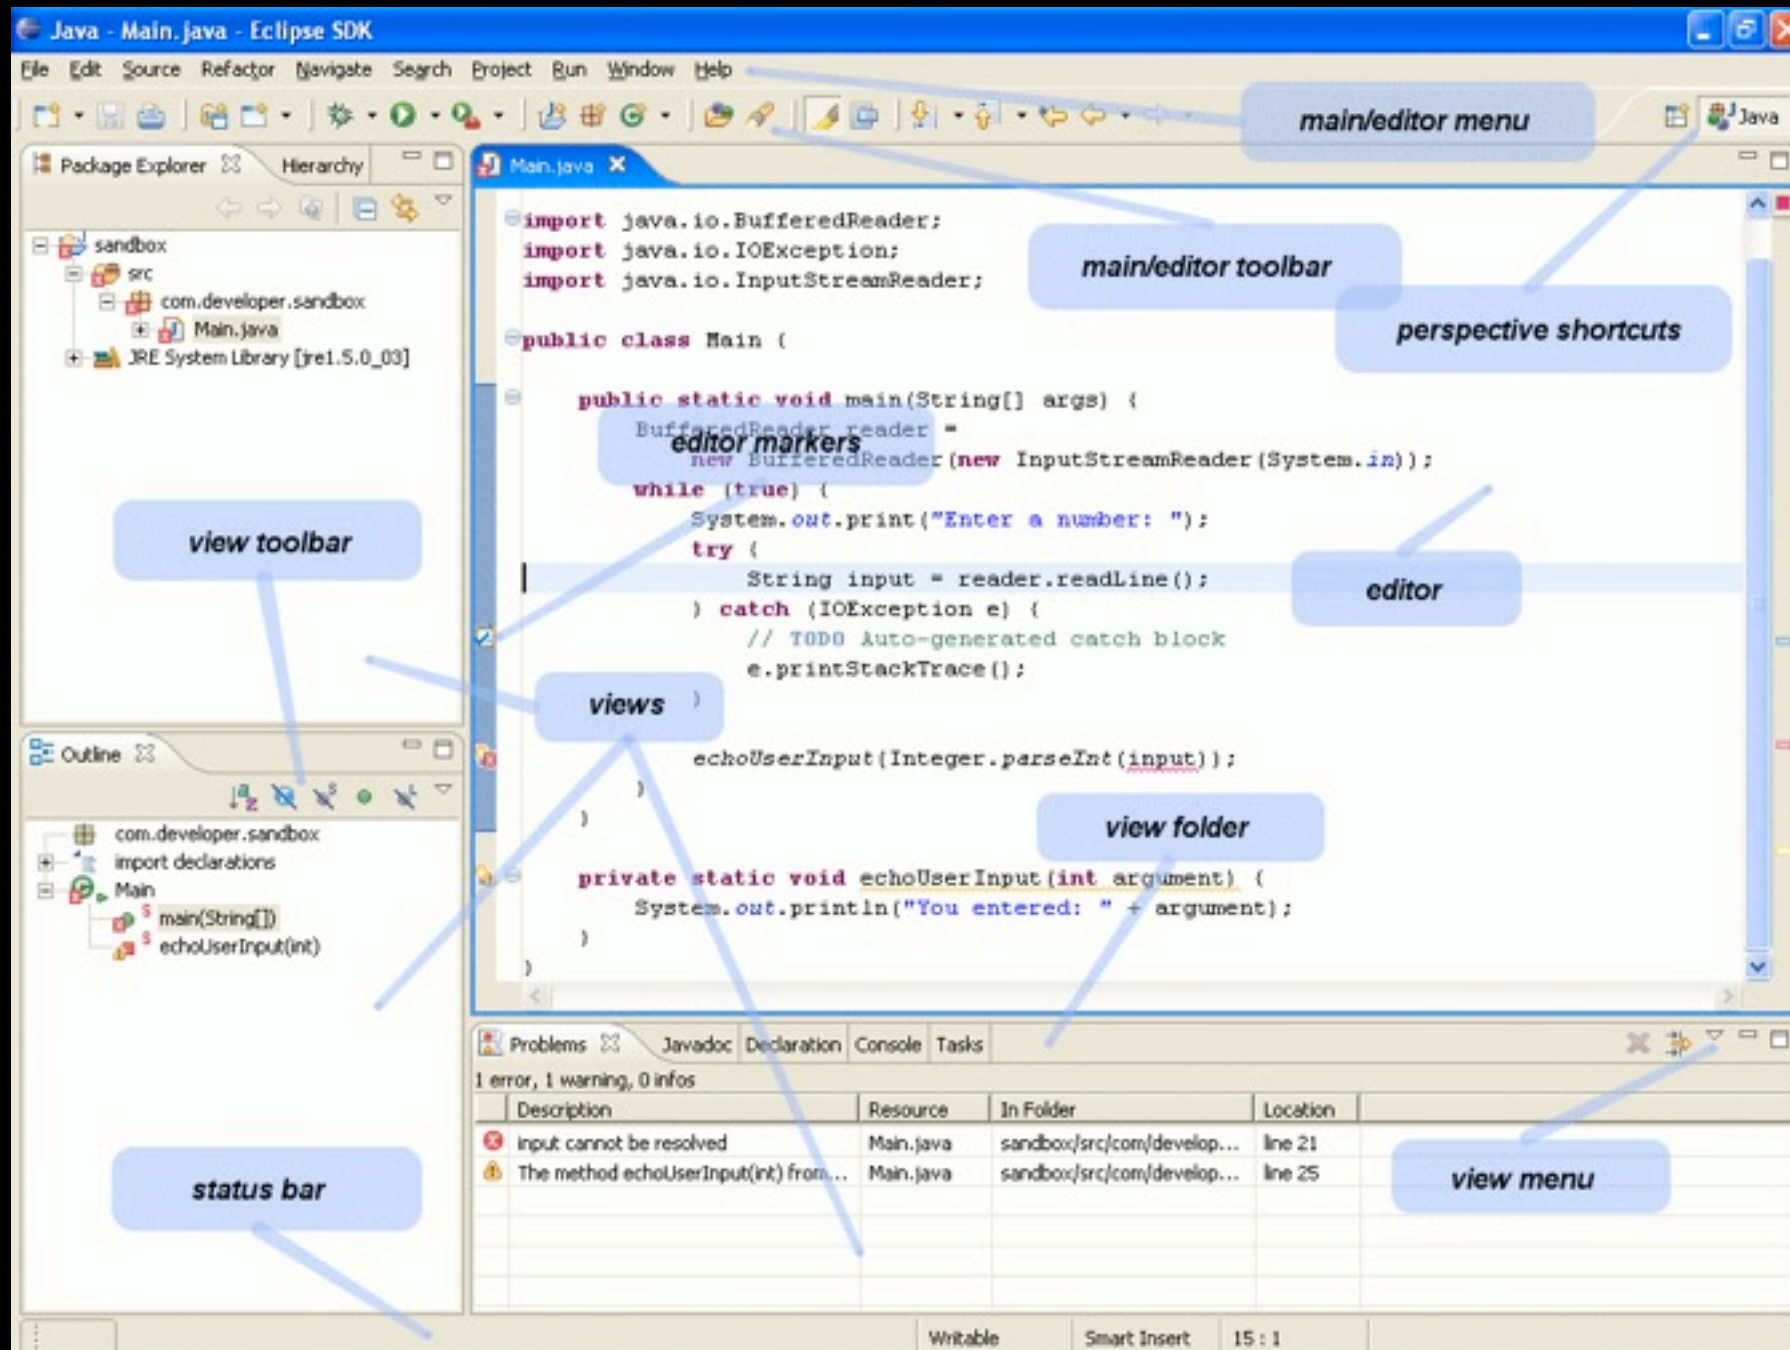 Java - Main.java - Eclipse SDK
File Edit Source Refactor Navigate Search Project Run Window Help
main/editor menu
Java
Package Explorer Hierarchy
Main.java
sandbox
src
com.developer.sandbox
Main.java
JRE System Library [jre1.5.0_03]
import java.io.BufferedReader;
import java.io.IOException;
import java.io.InputStreamReader;
main/editor toolbar
perspective shortcuts
public class Main {
public static void main(String[] args) {
BufferedReader reader =
editor markers
new BufferedReader(new InputStreamReader(System.in));
while (true) {
System.out.print("Enter a number: ");
try {
String input = reader.readLine();
} catch (IOException e) {
// TODO Auto-generated catch block
e.printStackTrace();
}
echoUserInput(Integer.parseInt(input));
}
}
private static void echoUserInput(int argument) {
System.out.println("You entered: " + argument);
}
}
view toolbar
editor
views
view folder
Outline
com.developer.sandbox
import declarations
Main
main(String[])
echoUserInput(int)
Problems Javadoc Declaration Console Tasks
1 error, 1 warning, 0 infos
Description Resource In Folder Location
input cannot be resolved Main.java sandbox/src/com/develop... line 21
The method echoUserInput(int) from... Main.java sandbox/src/com/develop... line 25
status bar
view menu
Writable Smart Insert 15 : 1